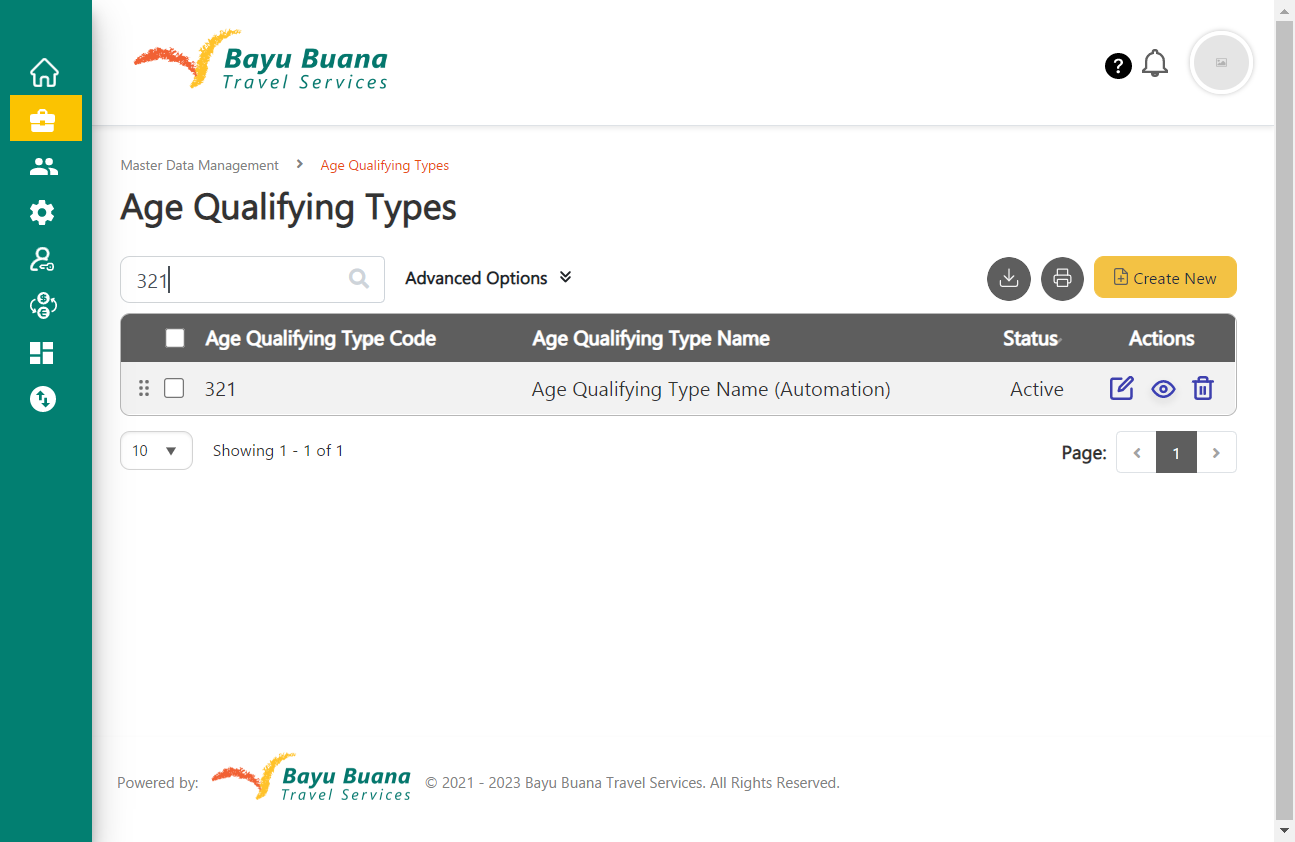 Bayu Buana
Travel Services
?
Master Data Management > Age Qualifying Types
Age Qualifying Types
321
Advanced Options
Create New
Age Qualifying Type Code Age Qualifying Type Name Status Actions
321 Age Qualifying Type Name (Automation) Active
10 Showing 1 - 1 of 1
Page: 1
Powered by: Bayu Buana Travel Services © 2021 - 2023 Bayu Buana Travel Services. All Rights Reserved.